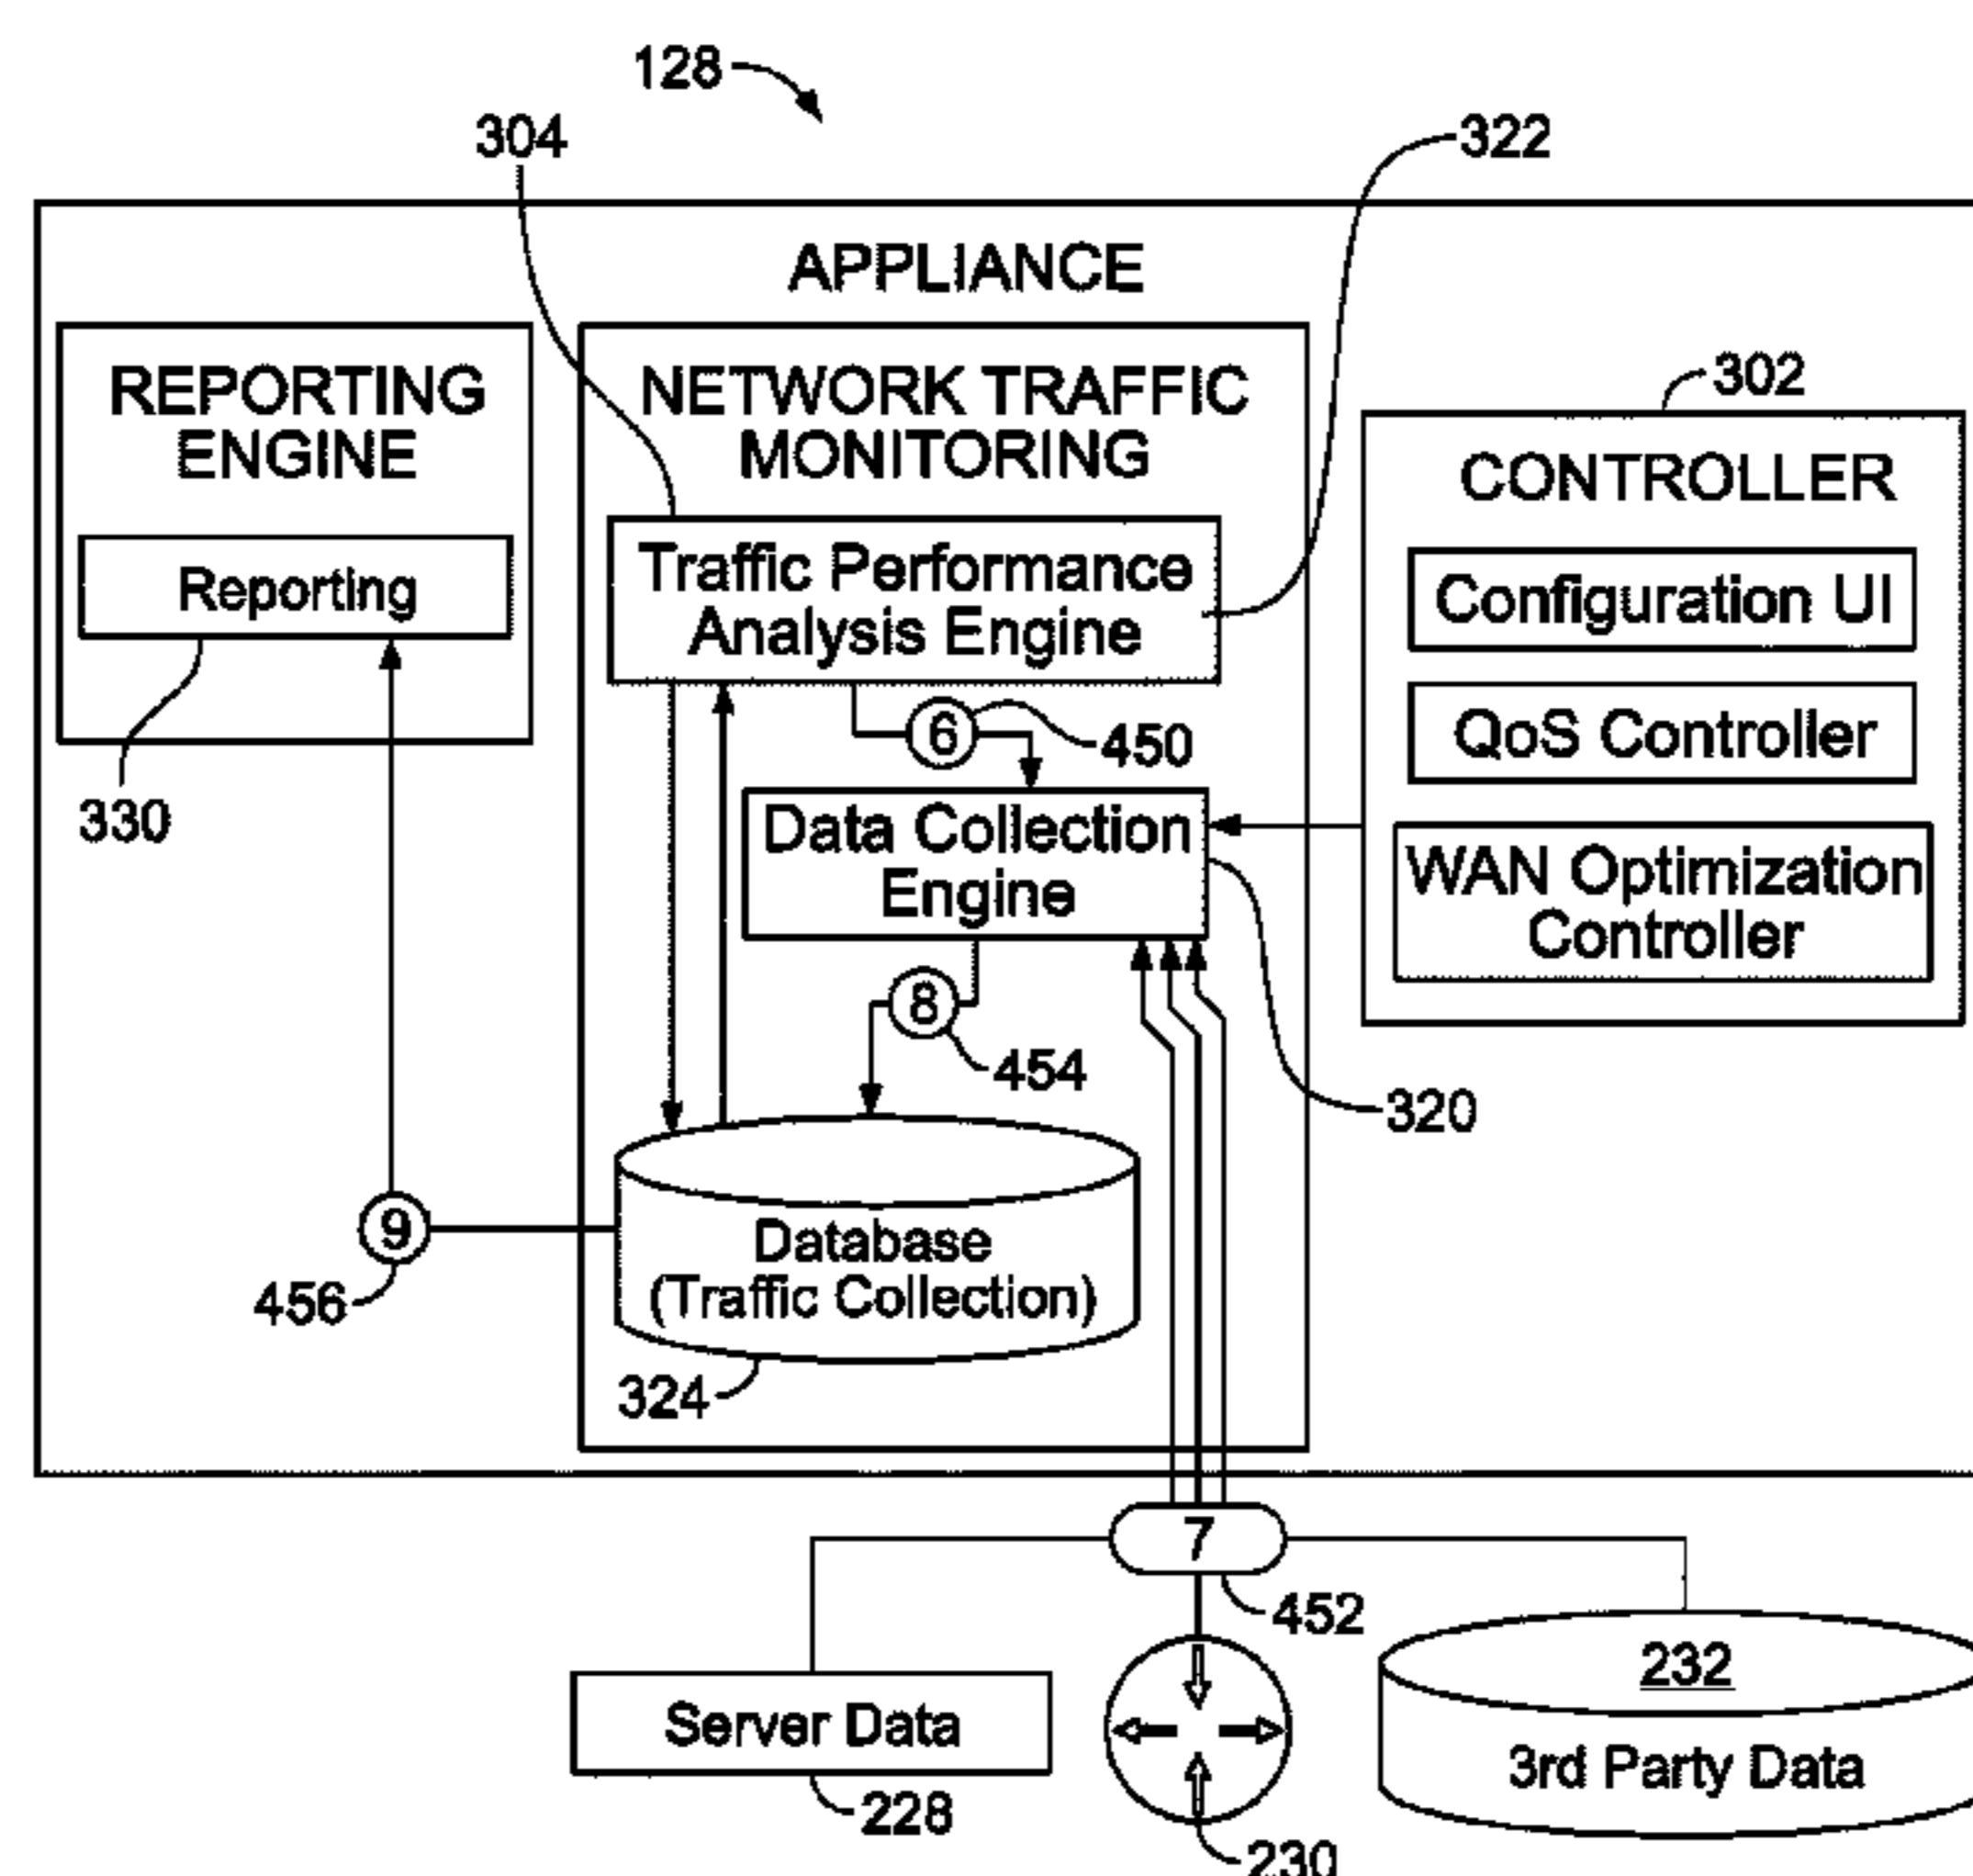 128
304
322
APPLIANCE
REPORTING
ENGINE
Reporting
330
NETWORK TRAFFIC
MONITORING
Traffic Performance
Analysis Engine
6
450
Data Collection
Engine
8
454
320
Database
(Traffic Collection)
324
9
456
302
CONTROLLER
Configuration UI
QoS Controller
WAN Optimization
Controller
7
452
Server Data
228
230
232
3rd Party Data